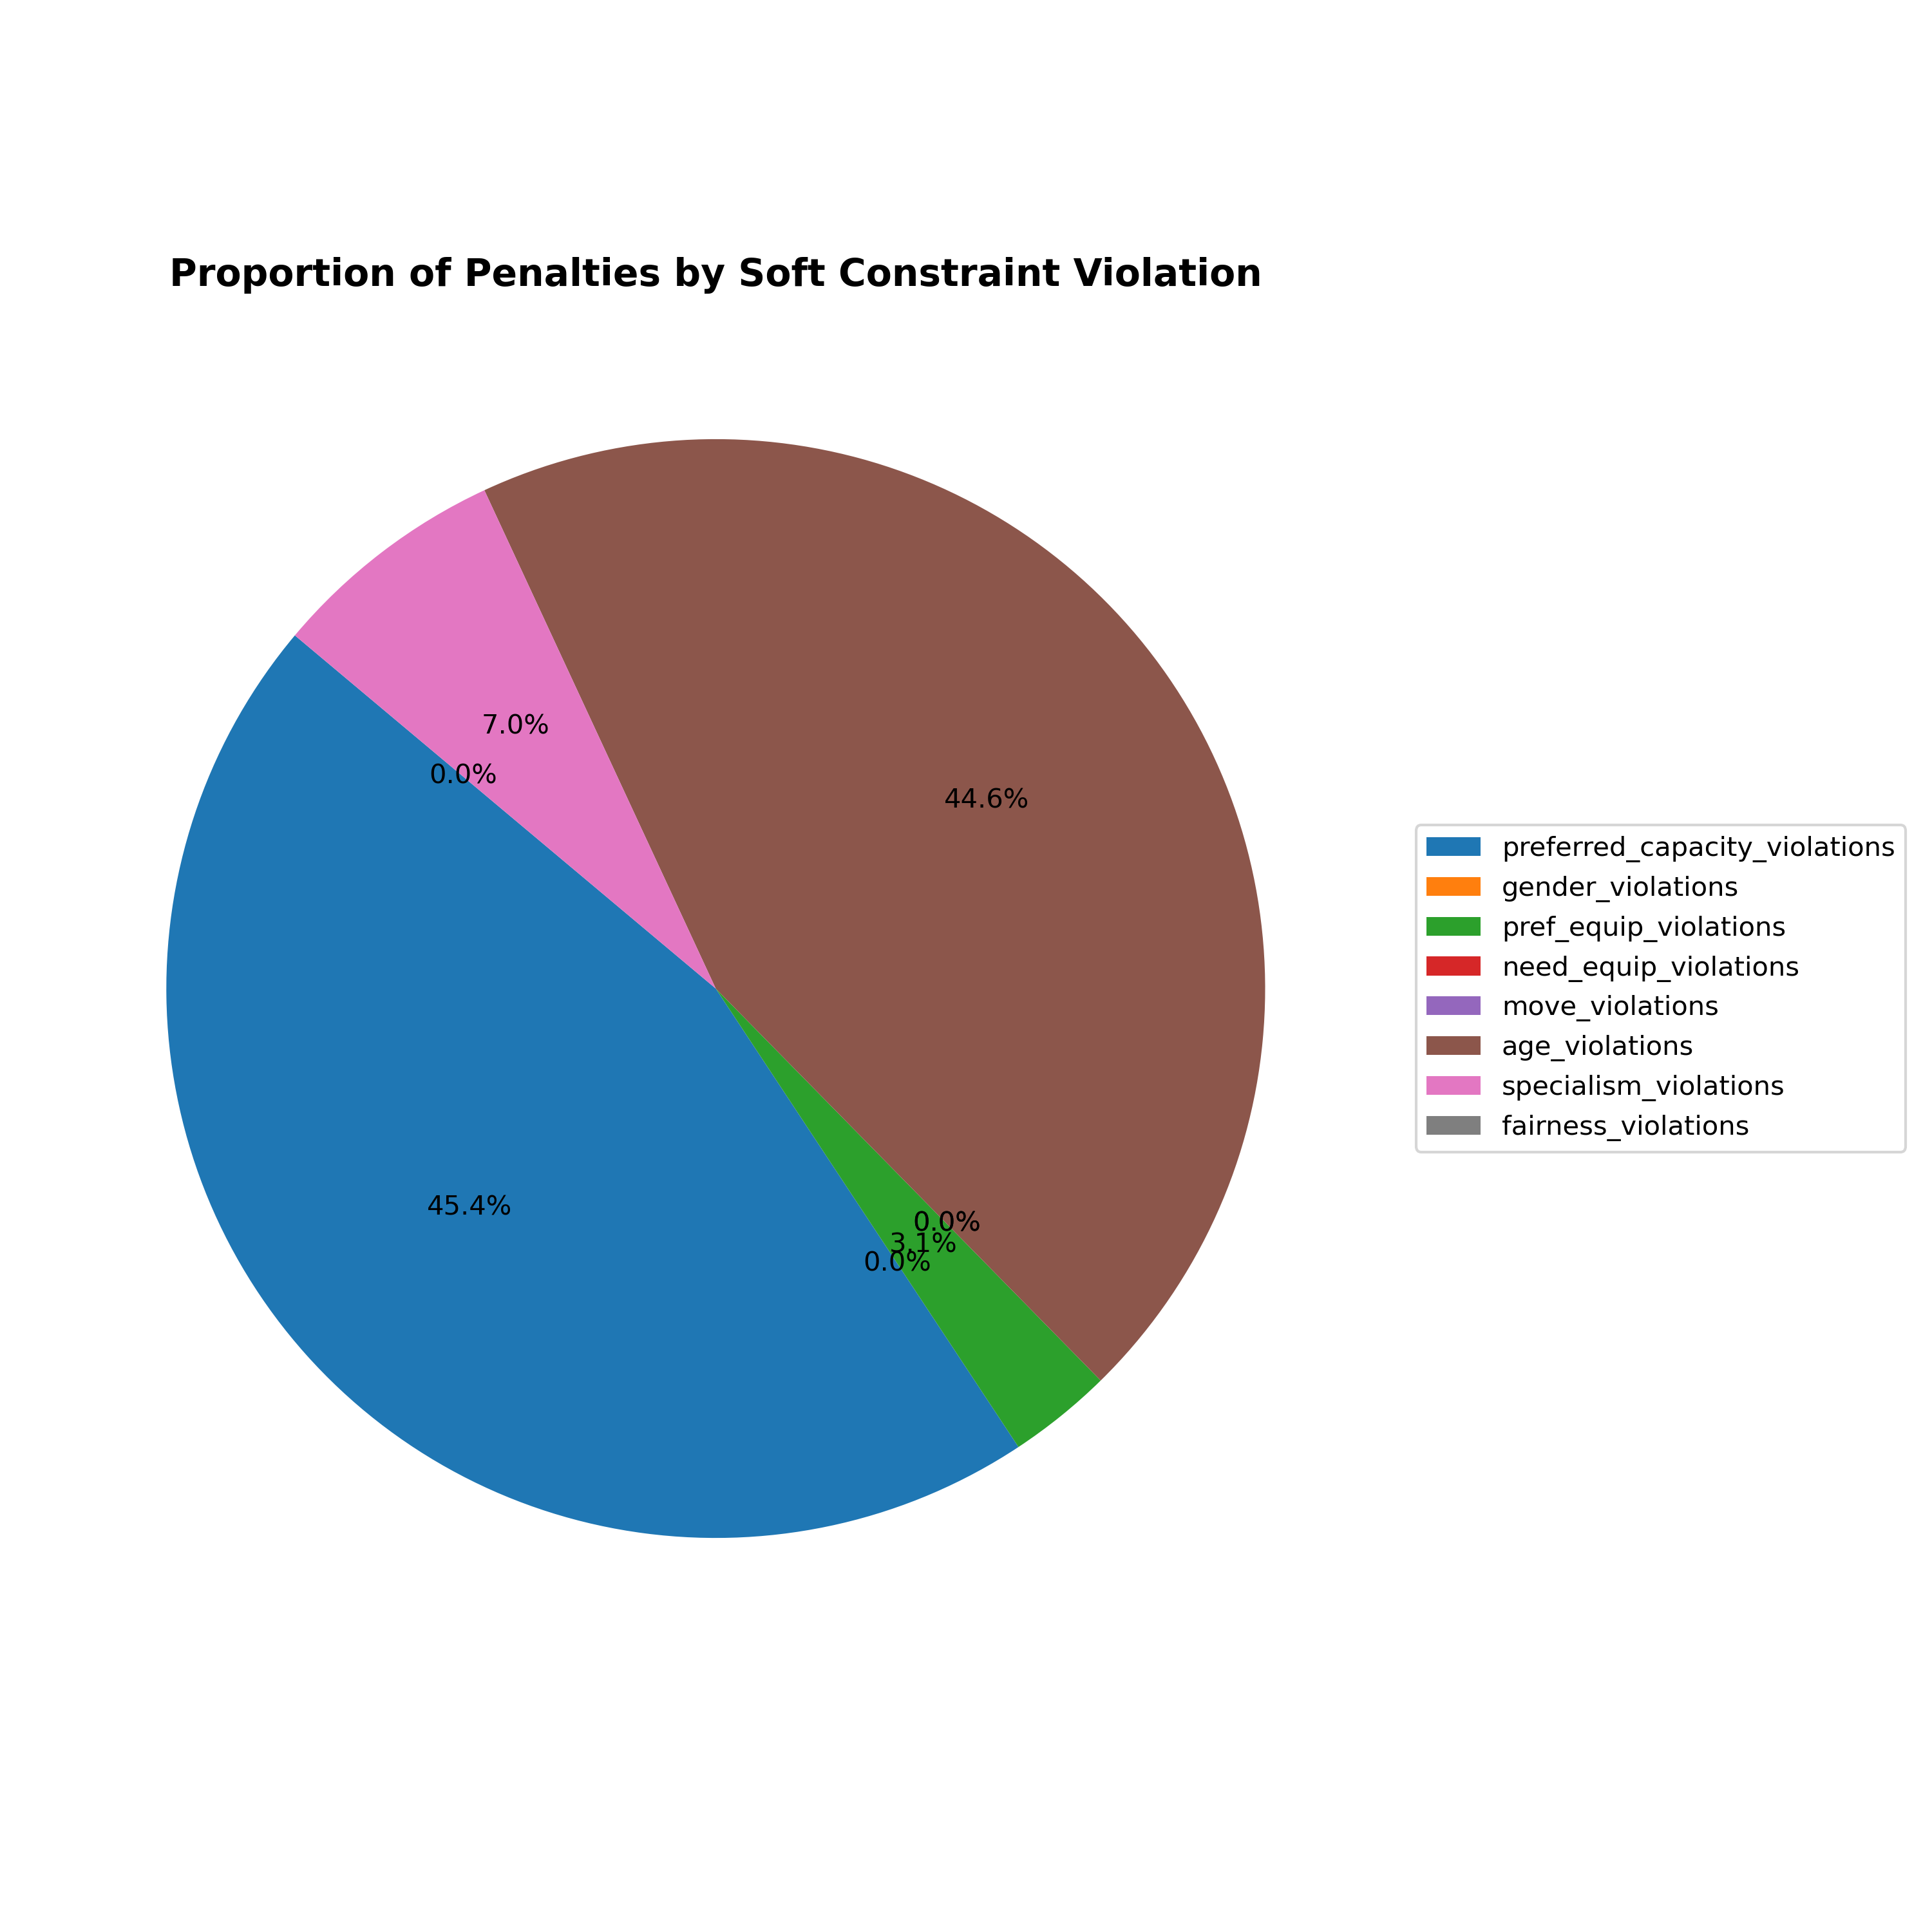 Proportion of Penalties by Soft Constraint Violation
7.0%
0.0%
44.6%
45.4%
0.0%
3.1%
0.0%
preferred_capacity_violations
gender_violations
pref_equip_violations
need_equip_violations
move_violations
age_violations
specialism_violations
fairness_violations